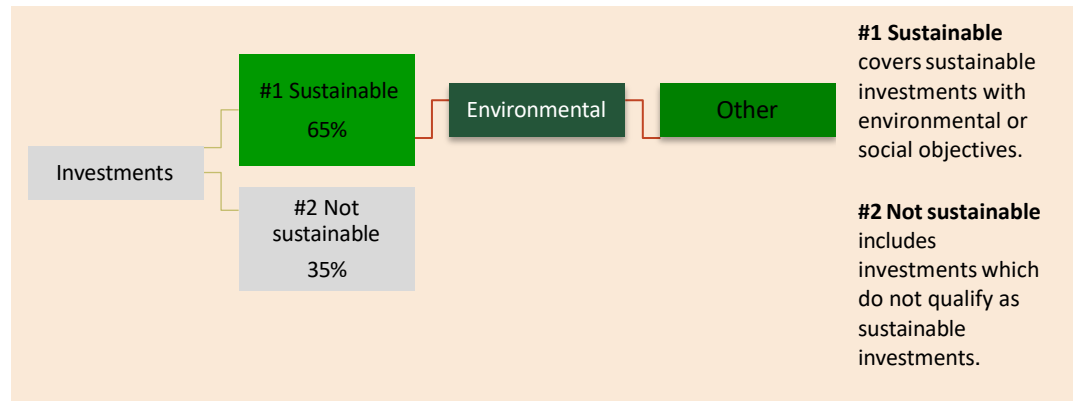 Investments
#1 Sustainable
65%
#2 Not
sustainable
35%
Environmental
Other
#1 Sustainable
covers sustainable
investments with
environmental or
social objectives.
#2 Not sustainable
includes
investments which
do not qualify as
sustainable
investments.